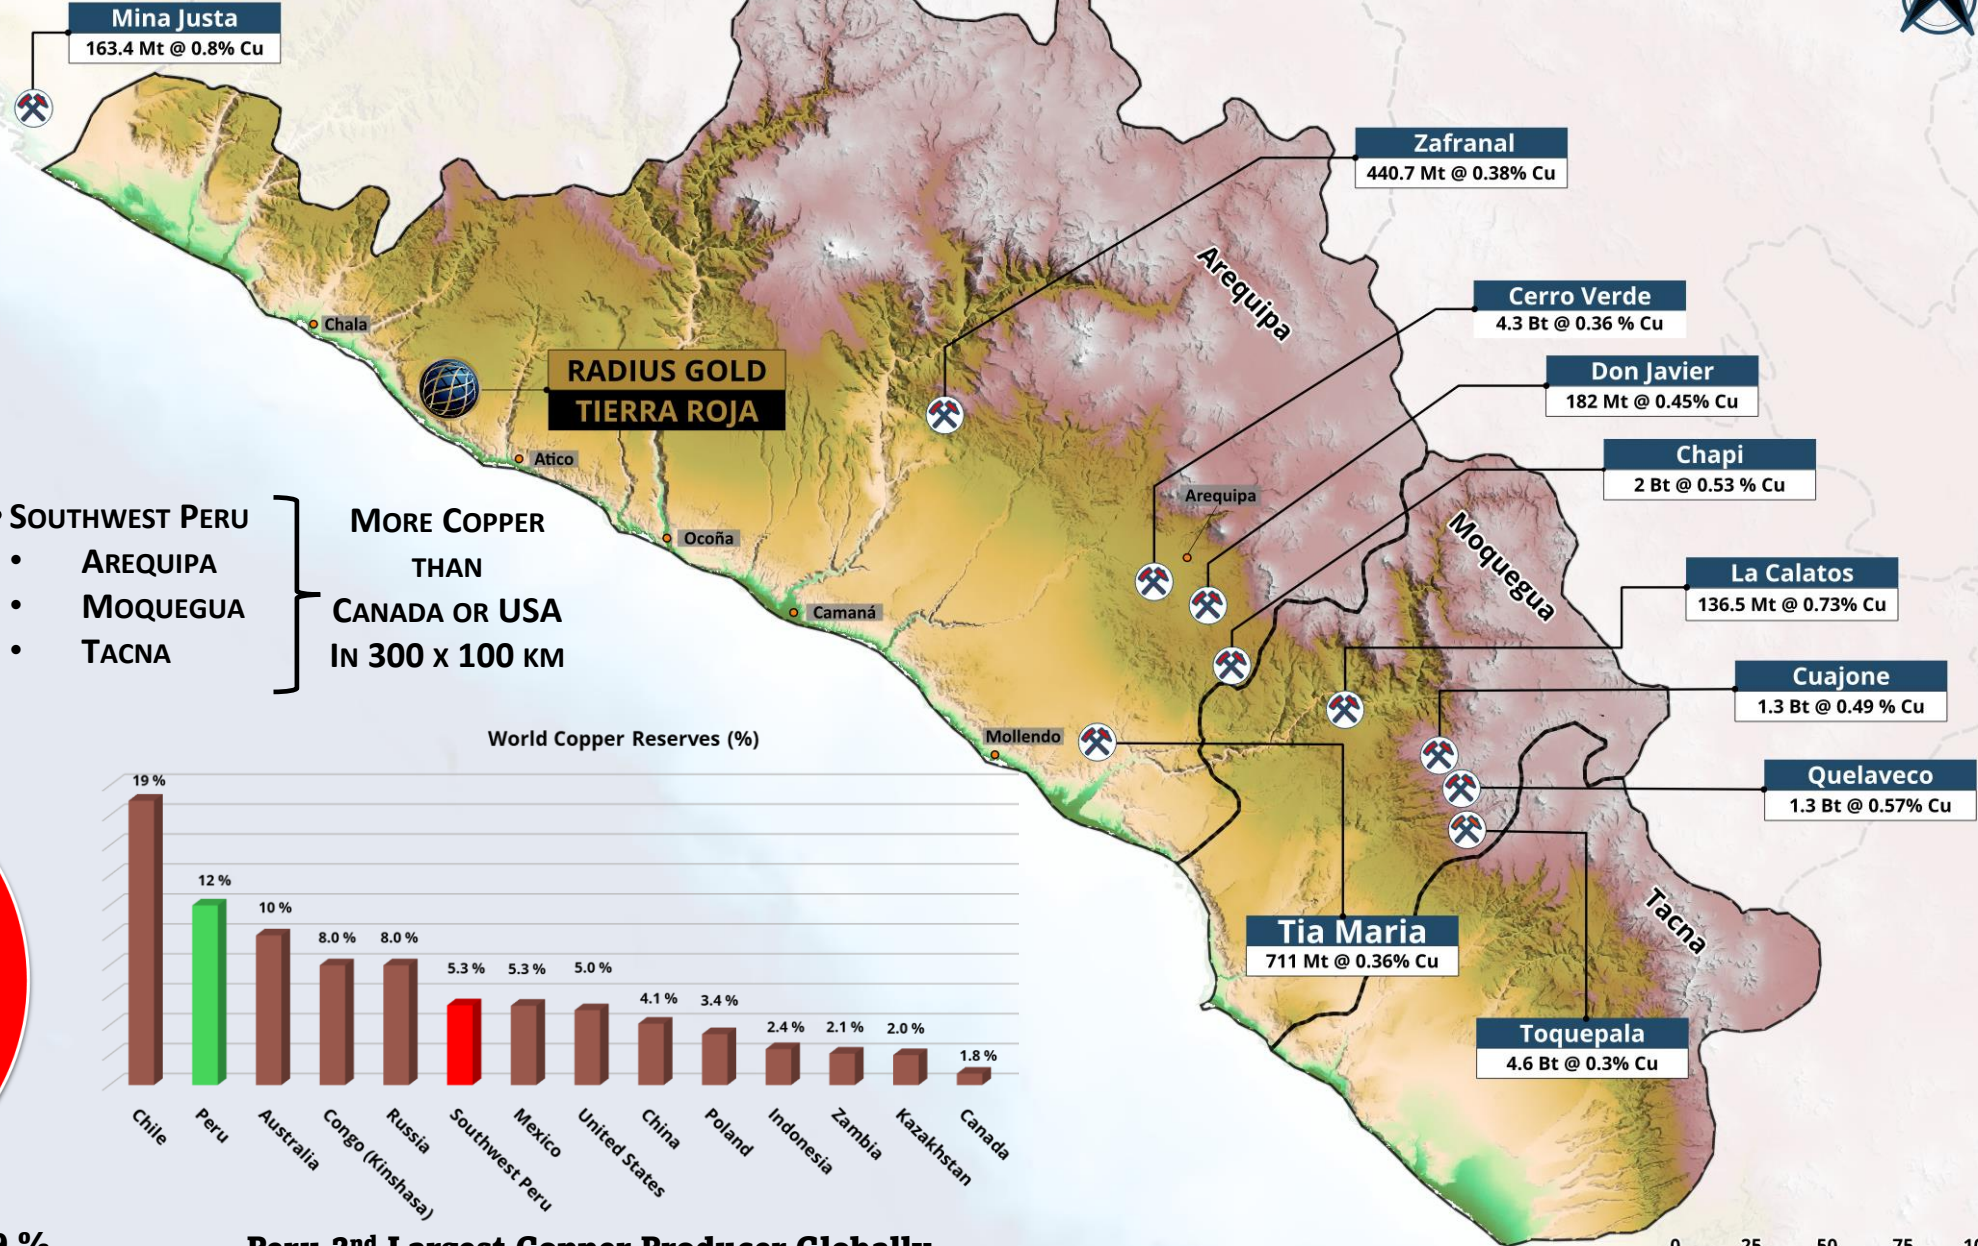 Mina Justa
163.4 Mt @ 0.8% Cu
Zafranal
440.7 Mt @ 0.38% Cu
Arequipa
Cerro Verde
4.3 Bt @ 0.36 % Cu
Chala
RADIUS GOLD
TIERRA ROJA
Don Javier
182 Mt @ 0.45% Cu
Atico
Chapi
2 Bt @ 0.53 % Cu
Arequipa
Moquegua
Ocoña
SOUTHWEST PERU
• AREQUIPA
• MOQUEGUA
• TACNA
MORE COPPER
THAN
CANADA OR USA
IN 300 X 100 KM
La Calatos
136.5 Mt @ 0.73% Cu
Camaná
Cuajone
1.3 Bt @ 0.49 % Cu
Mollendo
Quelaveco
1.3 Bt @ 0.57% Cu
Tia Maria
711 Mt @ 0.36% Cu
Tacna
Toquepala
4.6 Bt @ 0.3% Cu
World Copper Reserves (%)
19 %
12 %
10 %
8.0 %
8.0 %
5.3 %
5.3 %
5.0 %
4.1 %
3.4 %
2.4 %
2.1 %
2.0 %
1.8 %
Chile
Peru
Australia
Congo (Kinshasa)
Russia
Southwest Peru
Mexico
United States
China
Poland
Indonesia
Zambia
Kazakhstan
Canada
%
Peru 2nd Largest Copper Producer Globally
0 25 50 75